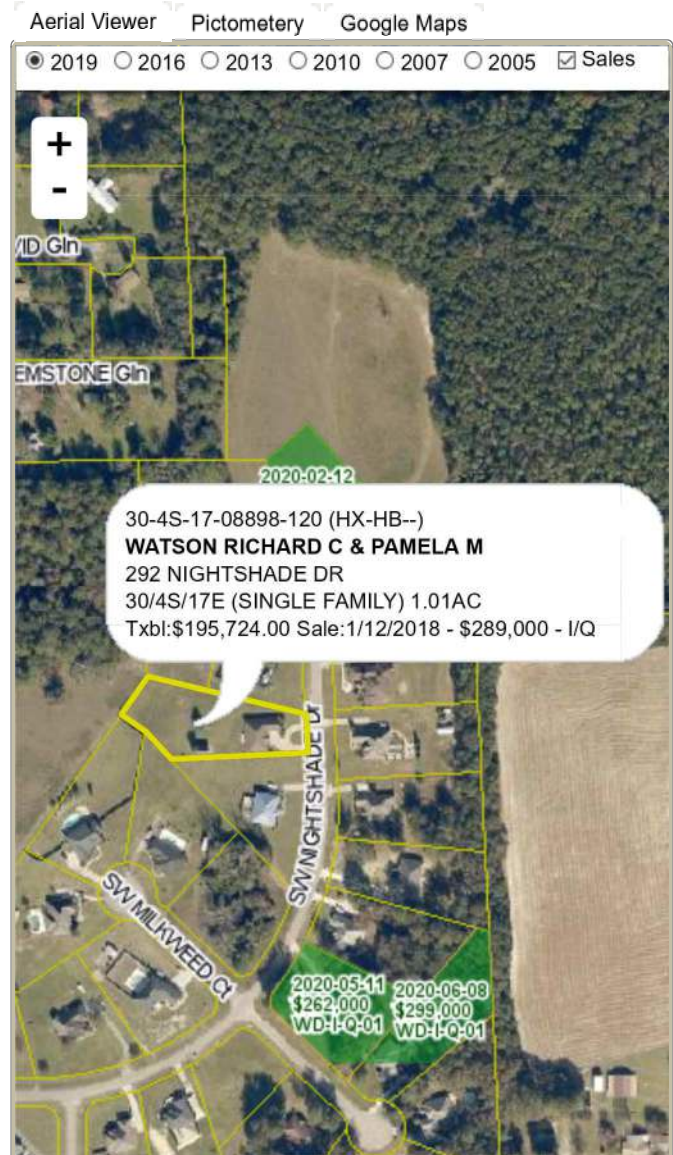 Aerial Viewer Pictometery Google Maps
2019 2016 2013 2010 2007 2005 Sales
+
-
VID Gln
EMSTONE Gln
2020-02-12
30-4S-17-08898-120 (HX-HB--)
WATSON RICHARD C & PAMELA M
292 NIGHTSHADE DR
30/4S/17E (SINGLE FAMILY) 1.01AC
Txbl:$195,724.00 Sale:1/12/2018 - $289,000 - I/Q
SW NIGHTSHADE Dr
SW MILKWEED Ct
2020-05-11
$262,000
WD-I-Q-01
2020-06-08
$299,000
WD-I-Q-01